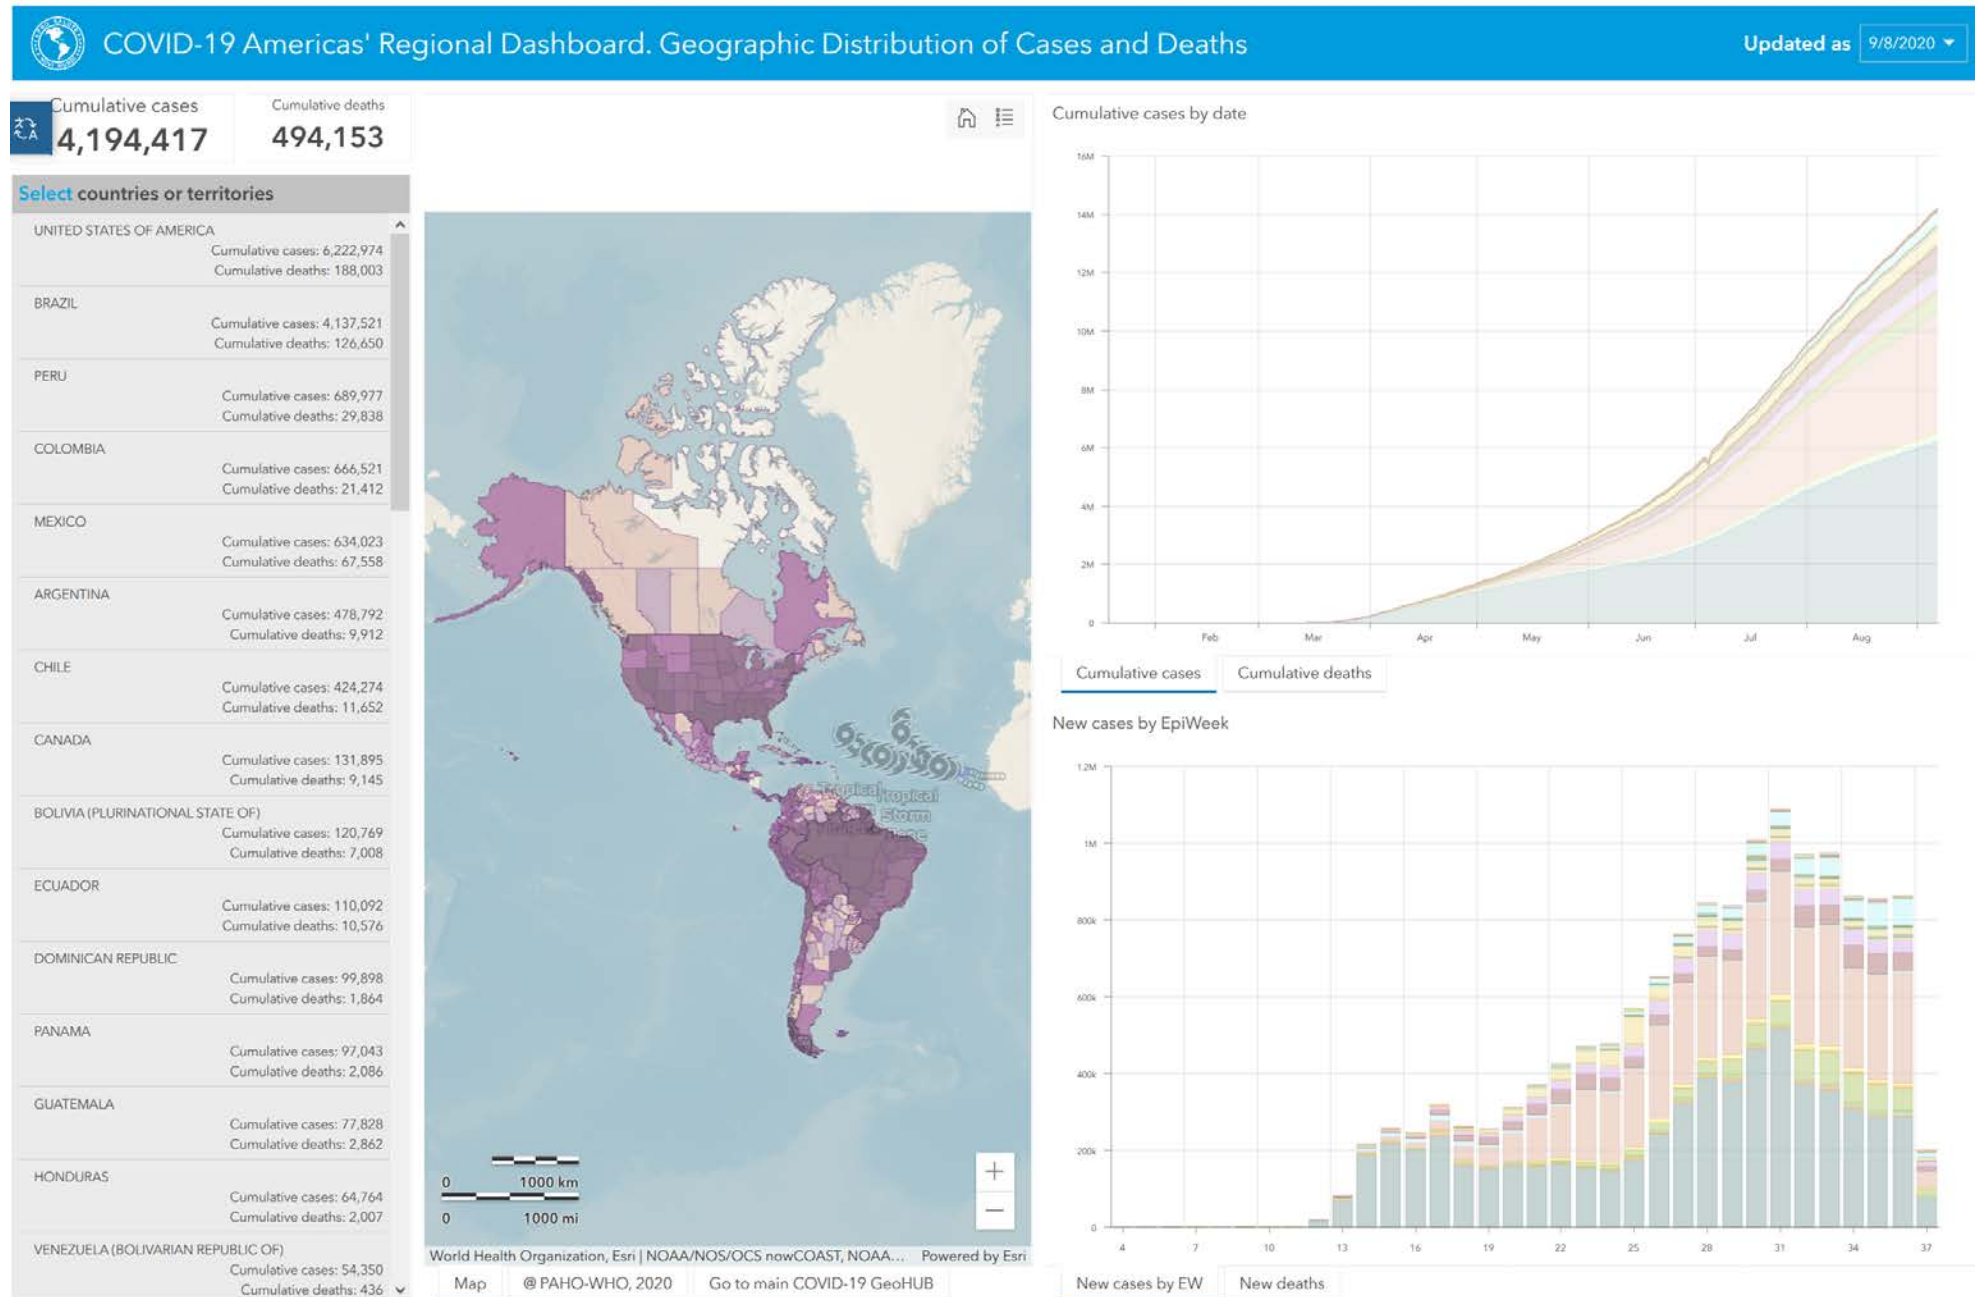 COVID-19 Americas' Regional Dashboard. Geographic Distribution of Cases and Deaths
Updated as 9/8/2020
Cumulative cases
4,194,417
Cumulative deaths
494,153
Select countries or territories
UNITED STATES OF AMERICA
Cumulative cases: 6,222,974
Cumulative deaths: 188,003
BRAZIL
Cumulative cases: 4,137,521
Cumulative deaths: 126,650
PERU
Cumulative cases: 689,977
Cumulative deaths: 29,838
COLOMBIA
Cumulative cases: 666,521
Cumulative deaths: 21,412
MEXICO
Cumulative cases: 634,023
Cumulative deaths: 67,558
ARGENTINA
Cumulative cases: 478,792
Cumulative deaths: 9,912
CHILE
Cumulative cases: 424,274
Cumulative deaths: 11,652
CANADA
Cumulative cases: 131,895
Cumulative deaths: 9,145
BOLIVIA (PLURINATIONAL STATE OF)
Cumulative cases: 120,769
Cumulative deaths: 7,008
ECUADOR
Cumulative cases: 110,092
Cumulative deaths: 10,576
DOMINICAN REPUBLIC
Cumulative cases: 99,898
Cumulative deaths: 1,864
PANAMA
Cumulative cases: 97,043
Cumulative deaths: 2,086
GUATEMALA
Cumulative cases: 77,828
Cumulative deaths: 2,862
HONDURAS
Cumulative cases: 64,764
Cumulative deaths: 2,007
VENEZUELA (BOLIVARIAN REPUBLIC OF)
Cumulative cases: 54,350
Cumulative deaths: 436
Tropical Tropical
Storm
0 1000 km
0 1000 mi
+
−
World Health Organization, Esri | NOAA/NOS/OCS nowCOAST, NOAA... Powered by Esri
Map @ PAHO-WHO, 2020 Go to main COVID-19 GeoHUB
Cumulative cases by date
16M
14M
12M
10M
8M
6M
4M
2M
0
Feb Mar Apr May Jun Jul Aug
Cumulative cases Cumulative deaths
New cases by EpiWeek
1.2M
1M
800k
600k
400k
200k
0
4 7 10 13 16 19 22 25 28 31 34 37
New cases by EW New deaths